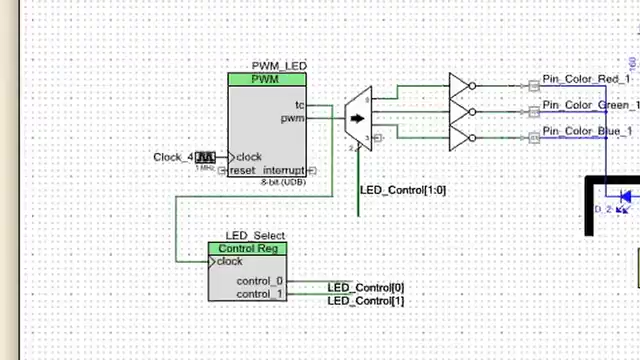 PWM_LED
PWM
tc
pwm
Clock_4
clock
1 MHz
reset interrupt
8-bit (UDB)
0
3
2
Pin_Color_Red_1
Pin_Color_Green_1
Pin_Color_Blue_1
160
D_2
LED_Control[1:0]
LED_Select
Control Reg
clock
control_0
control_1
LED_Control[0]
LED_Control[1]